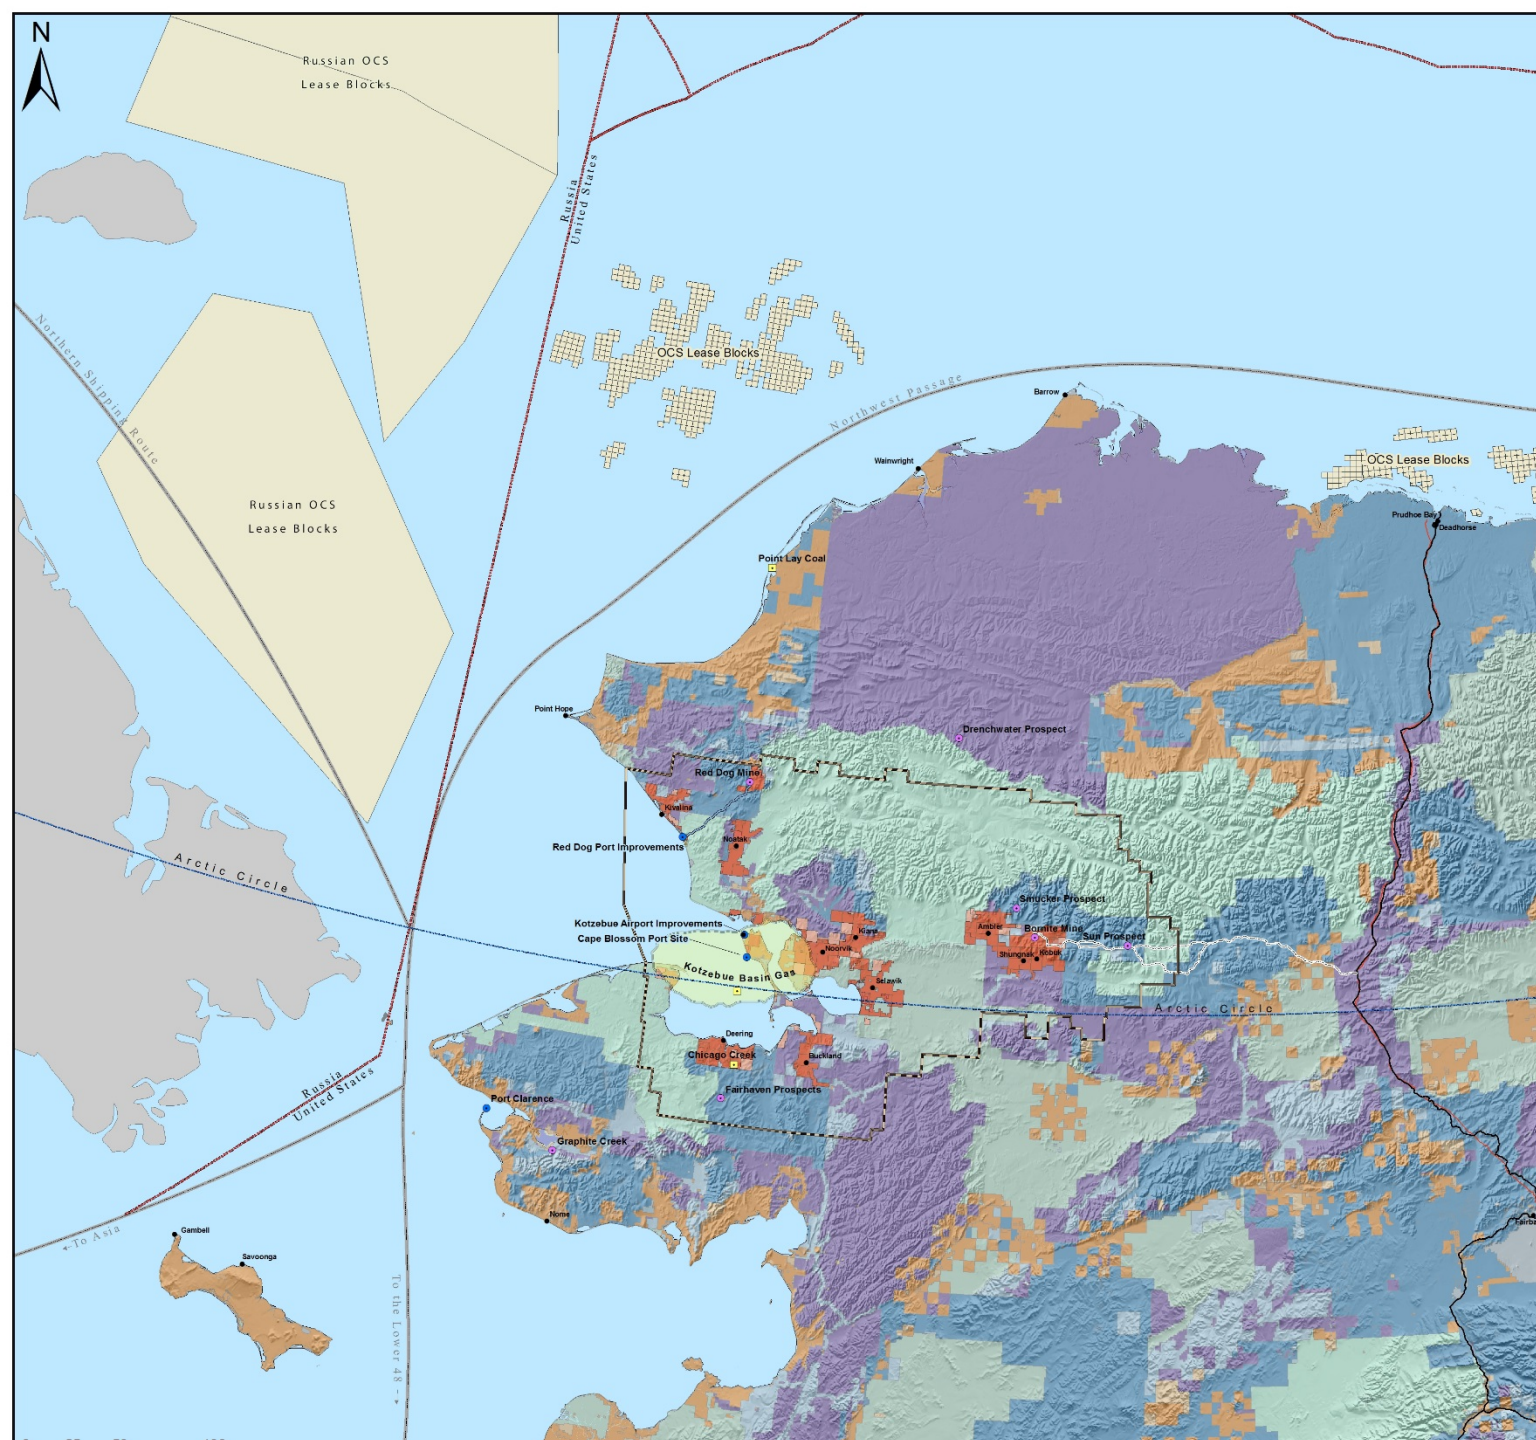 N
Russian OCS
Lease Blocks
Russia
United States
Northern Shipping Route
OCS Lease Blocks
Northwest Passage
Barrow
Wainwright
OCS Lease Blocks
Russian OCS
Lease Blocks
Prudhoe Bay
Deadhorse
Point Lay Coal
Point Hope
Drenchwater Prospect
Red Dog Mine
Kivalina
Red Dog Port Improvements
Noatak
Arctic Circle
Smucker Prospect
Kotzebue Airport Improvements
Ambler
Bornite Mine
Sun Prospect
Cape Blossom Port Site
Kiana
Noorvik
Shungnak
Kobuk
Kotzebue Basin Gas
Selawik
Arctic Circle
Deering
Chicago Creek
Buckland
Russia
United States
Fairhaven Prospects
Port Clarence
Graphite Creek
Nome
Gambell
←To Asia
Savoonga
To the Lower 48 -→